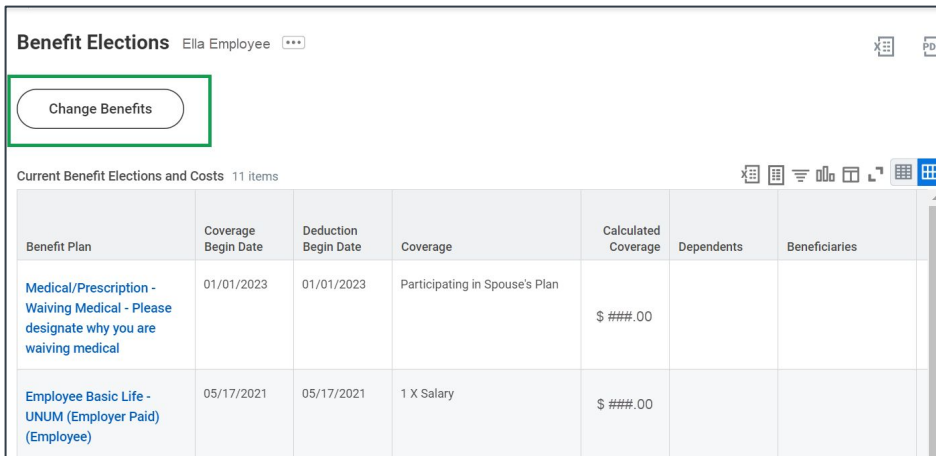 Benefit Elections Ella Employee
PD
Change Benefits
Current Benefit Elections and Costs 11 items
Benefit Plan
Coverage
Begin Date
Deduction
Begin Date
Coverage
Calculated
Coverage
Dependents
Beneficiaries
Medical/Prescription -
Waiving Medical - Please
designate why you are
waiving medical
01/01/2023
01/01/2023
Participating in Spouse's Plan
$ ###.00
Employee Basic Life -
UNUM (Employer Paid)
(Employee)
05/17/2021
05/17/2021
1 X Salary
$ ###.00